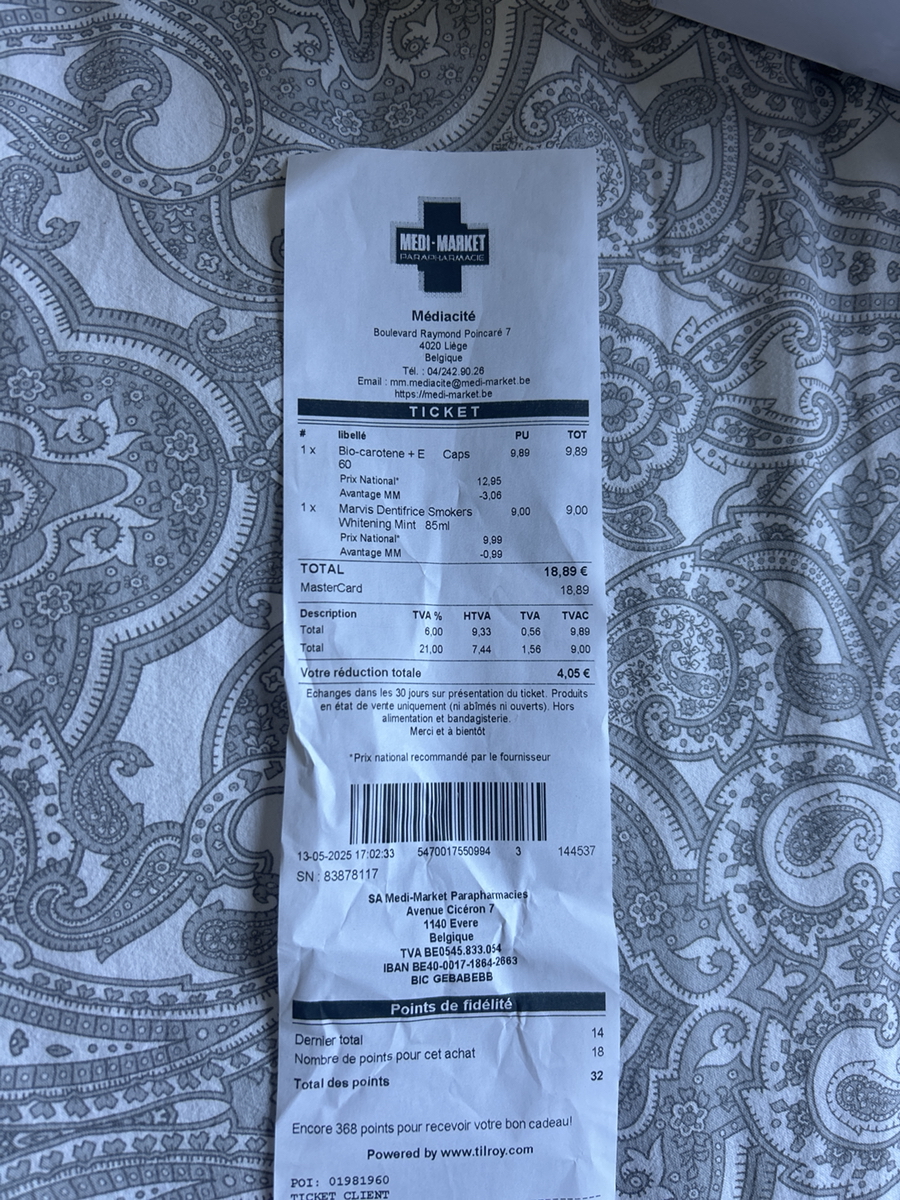 MEDI-MARKET
PARAPHARMACIE
Médiacité
Boulevard Raymond Poincaré 7
4020 Liège
Belgique
Tél. : 04/242.90.26
Email : mm.mediacite@medi-market.be
https://medi-market.be
TICKET
# libellé PU TOT
1 x Bio-carotene + E Caps 9,89 9,89
60
Prix National* 12,95
Avantage MM -3,06
1 x Marvis Dentifrice Smokers 9,00 9,00
Whitening Mint 85ml
Prix National* 9,99
Avantage MM -0,99
TOTAL 18,89 €
MasterCard 18,89
Description TVA % HTVA TVA TVAC
Total 6,00 9,33 0,56 9,89
Total 21,00 7,44 1,56 9,00
Votre réduction totale 4,05 €
Echanges dans les 30 jours sur présentation du ticket. Produits
en état de vente uniquement (ni abîmés ni ouverts). Hors
alimentation et bandagisterie.
Merci et à bientôt
*Prix national recommandé par le fournisseur
13-05-2025 17:02:33 5470017550994 3 144537
SN : 83878117
SA Medi-Market Parapharmacies
Avenue Cicéron 7
1140 Evere
Belgique
TVA BE0545.833.054
IBAN BE40-0017-1864-2663
BIC GEBABEBB
Points de fidélité
Dernier total 14
Nombre de points pour cet achat 18
Total des points 32
Encore 368 points pour recevoir votre bon cadeau!
Powered by www.tilroy.com
POI: 01981960
TICKET CLIENT